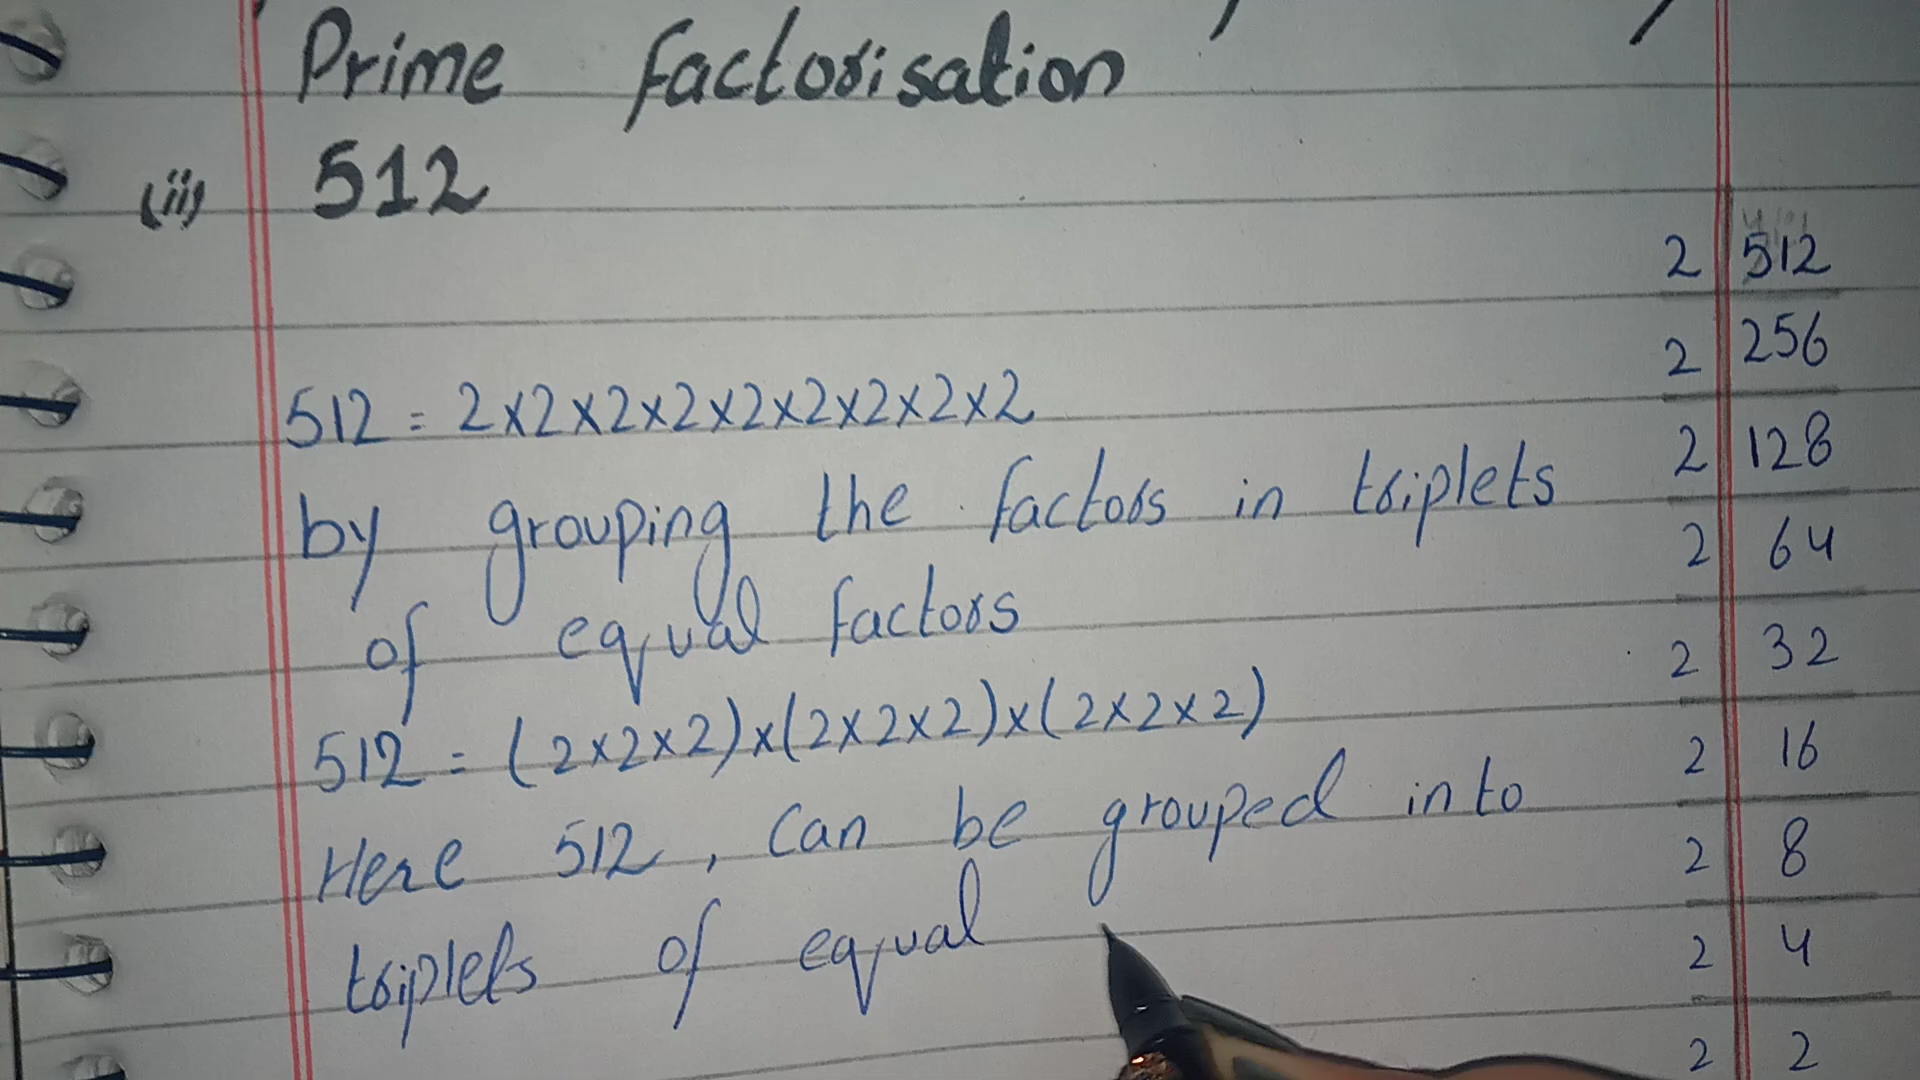 Prime factorisation
(ii) 512
512 = 2×2×2×2×2×2×2×2×2
by grouping the factors in triplets
of equal factors
512 = (2×2×2)×(2×2×2)×(2×2×2)
Here 512, can be grouped into
triplets of equal
2 512
2 256
2 128
2 64
2 32
2 16
2 8
2 4
2 2